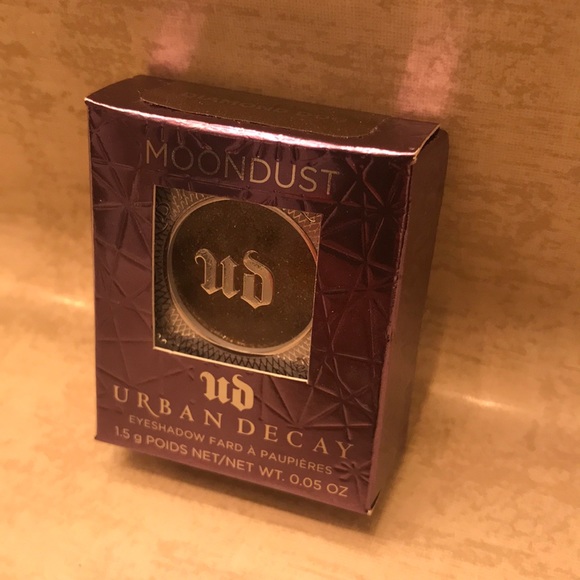 MOONDUST
ud
ud
URBAN DECAY
EYESHADOW FARD À PAUPIÈRES
1.5 g POIDS NET/NET WT. 0.05 OZ